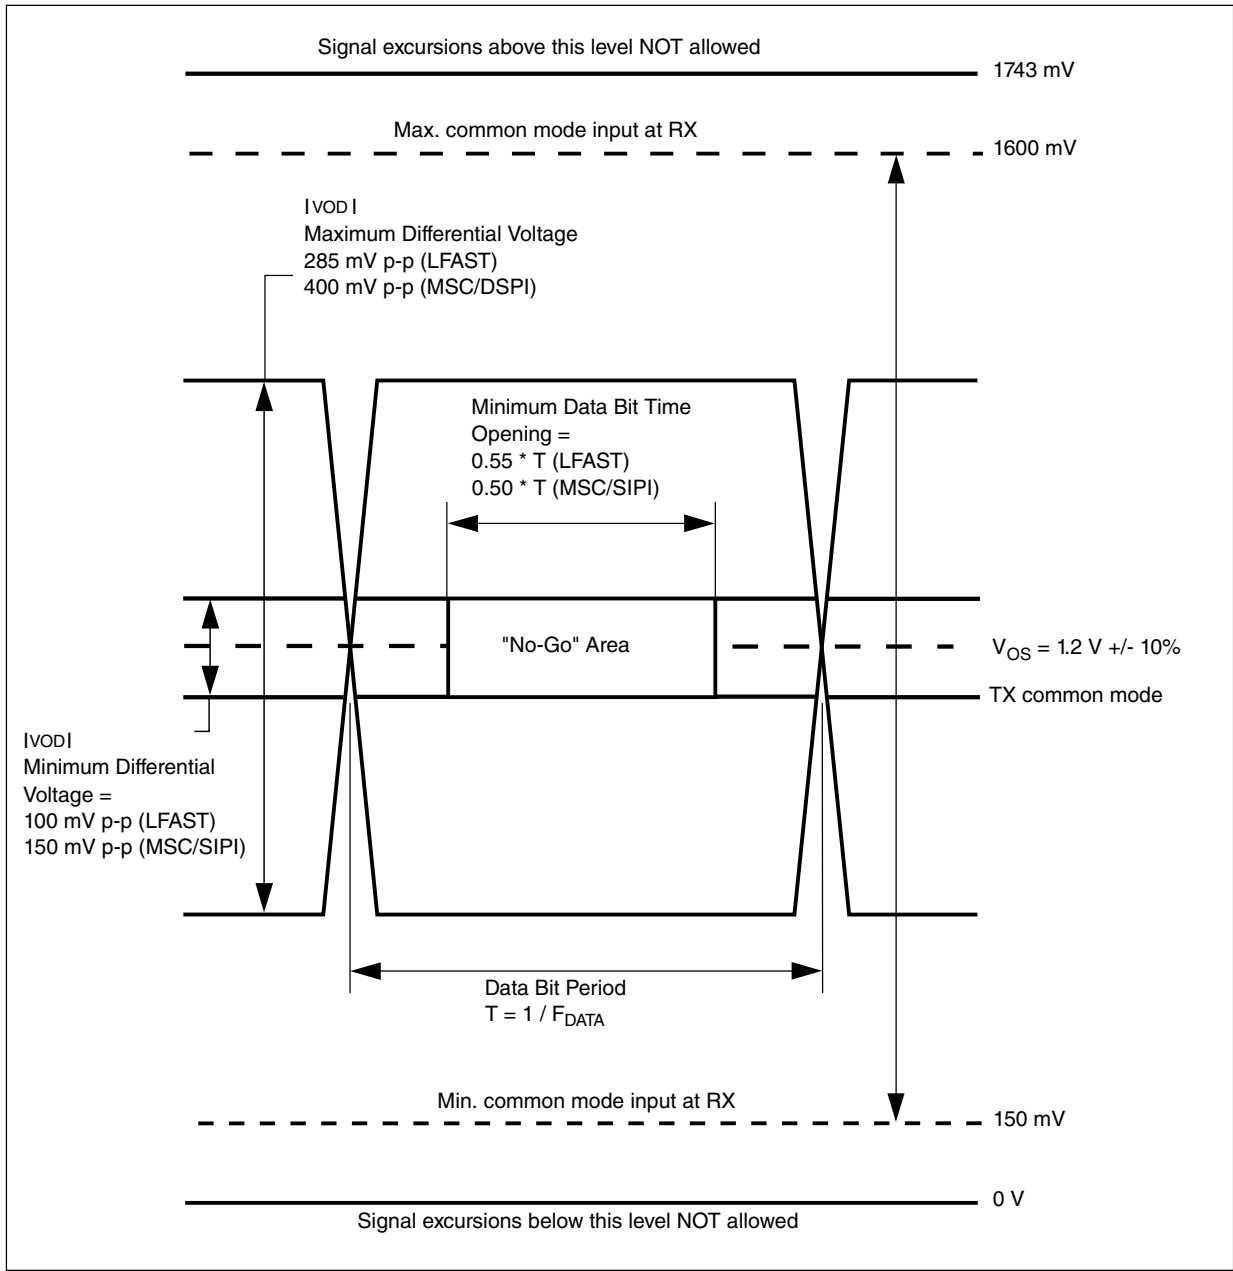 Signal excursions above this level NOT allowed
1743 mV
Max. common mode input at RX
1600 mV
|VOD|
Maximum Differential Voltage
285 mV p-p (LFAST)
400 mV p-p (MSC/DSPI)
Minimum Data Bit Time
Opening =
0.55 * T (LFAST)
0.50 * T (MSC/SIPI)
"No-Go" Area
VOS = 1.2 V +/- 10%
TX common mode
|VOD|
Minimum Differential
Voltage =
100 mV p-p (LFAST)
150 mV p-p (MSC/SIPI)
Data Bit Period
T = 1 / FDATA
Min. common mode input at RX
150 mV
0 V
Signal excursions below this level NOT allowed